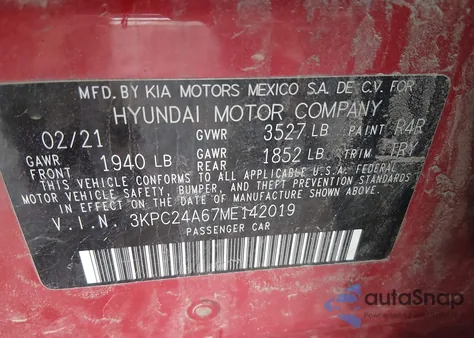 MFD. BY KIA MOTORS MEXICO S.A. DE C.V. FOR
HYUNDAI MOTOR COMPANY
02/21 GVWR 3527 LB PAINT R4R
GAWR FRONT 1940 LB GAWR REAR 1852 LB TRIM TRY
THIS VEHICLE CONFORMS TO ALL APPLICABLE U.S.A. FEDERAL
MOTOR VEHICLE SAFETY, BUMPER, AND THEFT PREVENTION STANDARDS
IN EFFECT ON THE DATE OF MANUFACTURE SHOWN ABOVE.
V.I.N. 3KPC24A67ME142019
PASSENGER CAR
autoSnap